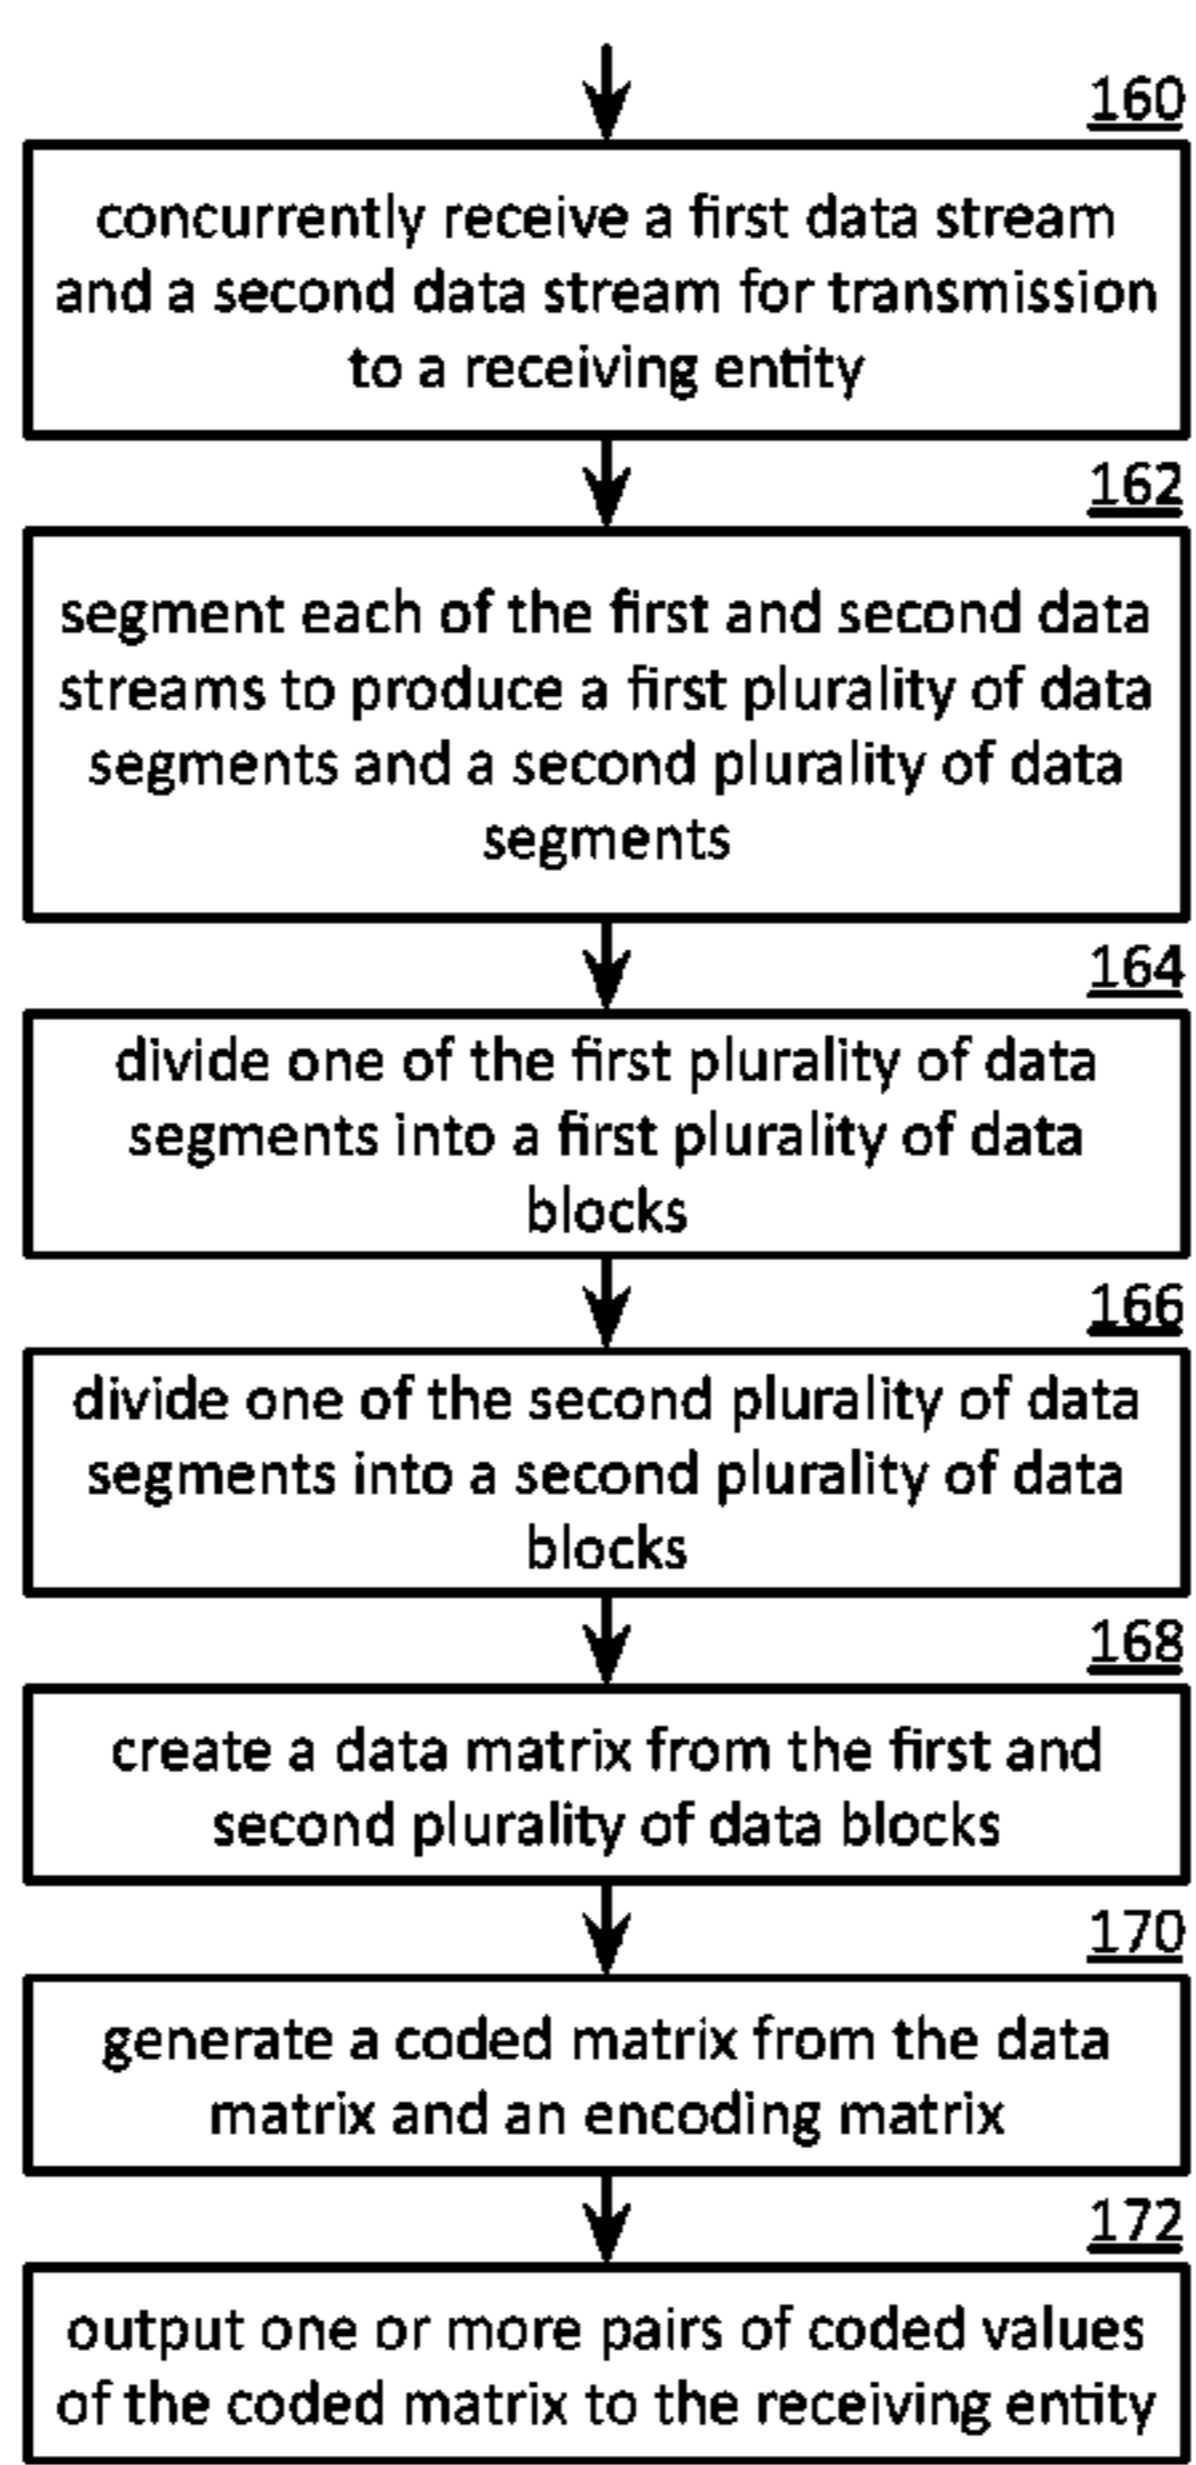 160
concurrently receive a first data stream
and a second data stream for transmission
to a receiving entity
162
segment each of the first and second data
streams to produce a first plurality of data
segments and a second plurality of data
segments
164
divide one of the first plurality of data
segments into a first plurality of data
blocks
166
divide one of the second plurality of data
segments into a second plurality of data
blocks
168
create a data matrix from the first and
second plurality of data blocks
170
generate a coded matrix from the data
matrix and an encoding matrix
172
output one or more pairs of coded values
of the coded matrix to the receiving entity